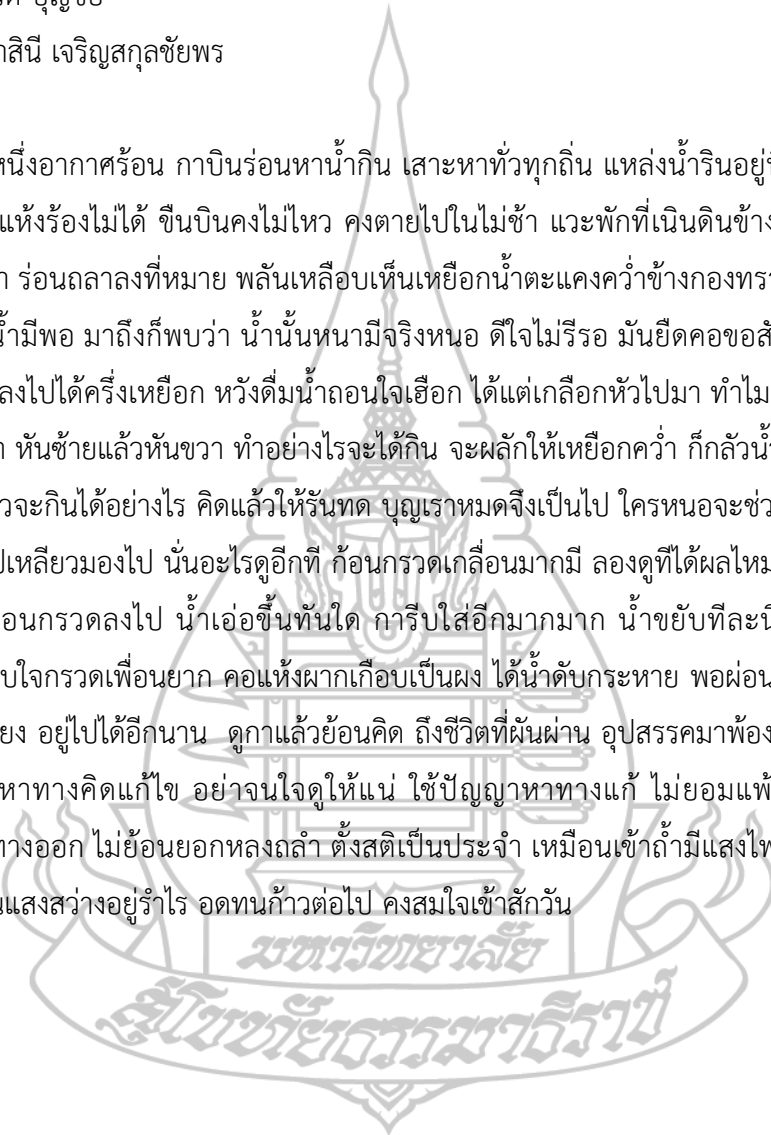 บุญชัย
สินี เจริญสกุลชัยพร
หนึ่งอากาศร้อน กาบินร่อนหาน้ำกิน เสาะหาทั่วทุกถิ่น แหล่งน้ำรินอยู่
แห้งร้องไม่ได้ ขืนบินคงไม่ไหว คงตายไปในไม่ช้า แวะพักที่เนินดินข้าง
ร่อนถลาลงที่หมาย พลันเหลือบเห็นเหยือกน้ำตะแคงคว่ำข้างกองทรา
น้ำมีพอ มาถึงก็พบว่า น้ำนั้นหนามีจริงหนอ ดีใจไม่รีรอ มันยืดคอขอสั
ลงไปได้ครึ่งเหยือก หวังดื่มน้ำถอนใจเฮือก ได้แต่เกลือกหัวไปมา ทำไม
หันซ้ายแล้วหันขวา ทำอย่างไรจะได้กิน จะผลักให้เหยือกคว่ำ ก็กลัวน้ำ
จะกินได้อย่างไร คิดแล้วให้รันทด บุญเราหมดจึงเป็นไป ใครหนอจะช่ว
เหลียวมองไป นั่นอะไรดูอีกที ก้อนกรวดเกลื่อนมากมี ลองดูทีได้ผลไหม
อนกรวดลงไป น้ำเอ่อขึ้นทันใด การีบใส่อีกมากมาก น้ำขยับทีละนิ
บใจกรวดเพื่อนยาก คอแห้งผากเกือบเป็นผง ได้น้ำดับกระหาย พอผ่อน
ยง อยู่ไปได้อีกนาน ดูกาแล้วย้อนคิด ถึงชีวิตที่ผันผ่าน อุปสรรคมาพ้อง
หาทางคิดแก้ไข อย่าจนใจดูให้แน่ ใช้ปัญญาหาทางแก้ ไม่ยอมแพ้
ทางออก ไม่ย้อนยอกหลงถลำ ตั้งสติเป็นประจำ เหมือนเข้าถ้ำมีแสงไฟ
แสงสว่างอยู่รำไร อดทนก้าวต่อไป คงสมใจเข้าสักวัน
มหาวิทยาลัย
สุโขทัยธรรมาธิราช